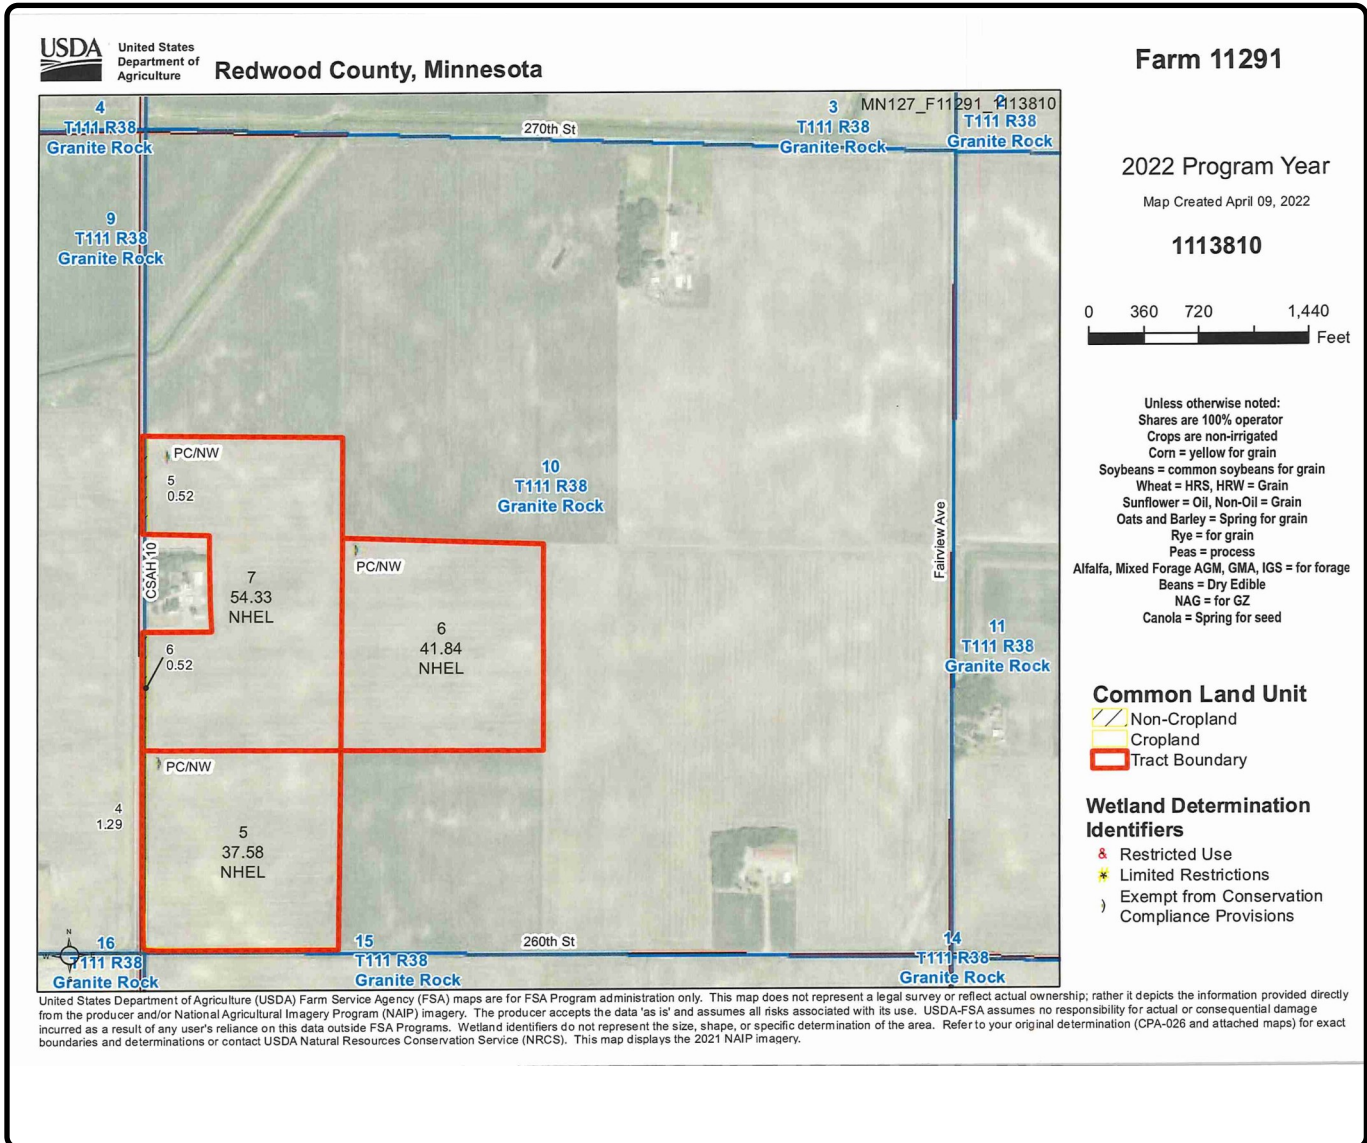 USDA
United States
Department of
Agriculture
Redwood County, Minnesota
Farm 11291
4
T111 R38
Granite Rock
270th St
3
T111 R38
Granite Rock
MN127_F11291_1113810
2
T111 R38
Granite Rock
9
T111 R38
Granite Rock
PC/NW
5
0.52
10
T111 R38
Granite Rock
CSAH 10
7
54.33
NHEL
PC/NW
Fairview Ave
6
41.84
NHEL
6
0.52
11
T111 R38
Granite Rock
PC/NW
4
1.29
5
37.58
NHEL
N
W
16
T111 R38
Granite Rock
15
T111 R38
Granite Rock
260th St
14
T111 R38
Granite Rock
2022 Program Year
Map Created April 09, 2022
1113810
0 360 720 1,440
Feet
Unless otherwise noted:
Shares are 100% operator
Crops are non-irrigated
Corn = yellow for grain
Soybeans = common soybeans for grain
Wheat = HRS, HRW = Grain
Sunflower = Oil, Non-Oil = Grain
Oats and Barley = Spring for grain
Rye = for grain
Peas = process
Alfalfa, Mixed Forage AGM, GMA, IGS = for forage
Beans = Dry Edible
NAG = for GZ
Canola = Spring for seed
Common Land Unit
Non-Cropland
Cropland
Tract Boundary
Wetland Determination
Identifiers
Restricted Use
Limited Restrictions
Exempt from Conservation
Compliance Provisions
United States Department of Agriculture (USDA) Farm Service Agency (FSA) maps are for FSA Program administration only. This map does not represent a legal survey or reflect actual ownership; rather it depicts the information provided directly
from the producer and/or National Agricultural Imagery Program (NAIP) imagery. The producer accepts the data 'as is' and assumes all risks associated with its use. USDA-FSA assumes no responsibility for actual or consequential damage
incurred as a result of any user's reliance on this data outside FSA Programs. Wetland identifiers do not represent the size, shape, or specific determination of the area. Refer to your original determination (CPA-026 and attached maps) for exact
boundaries and determinations or contact USDA Natural Resources Conservation Service (NRCS). This map displays the 2021 NAIP imagery.